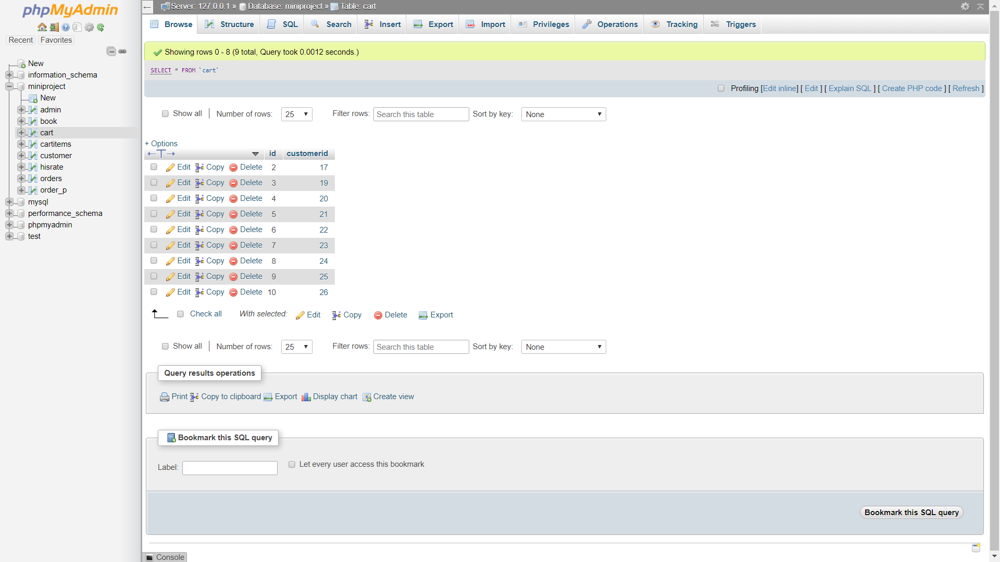 phpMyAdmin
Recent Favorites
New
information_schema
miniproject
New
admin
book
cart
cartitems
customer
hisrate
orders
order_p
mysql
performance_schema
phpmyadmin
test
Server: 127.0.0.1 » Database: miniproject » Table: cart
Browse Structure SQL Search Insert Export Import Privileges Operations Tracking Triggers
Showing rows 0 - 8 (9 total, Query took 0.0012 seconds.)
SELECT * FROM `cart`
Profiling [Edit inline] [ Edit ] [ Explain SQL ] [ Create PHP code ] [ Refresh ]
Show all | Number of rows: 25 Filter rows: Search this table Sort by key: None
+ Options
←T→ id customerid
Edit Copy Delete 2 17
Edit Copy Delete 3 19
Edit Copy Delete 4 20
Edit Copy Delete 5 21
Edit Copy Delete 6 22
Edit Copy Delete 7 23
Edit Copy Delete 8 24
Edit Copy Delete 9 25
Edit Copy Delete 10 26
Check all With selected: Edit Copy Delete Export
Show all | Number of rows: 25 Filter rows: Search this table Sort by key: None
Query results operations
Print Copy to clipboard Export Display chart Create view
Bookmark this SQL query
Label: Let every user access this bookmark
Bookmark this SQL query
Console